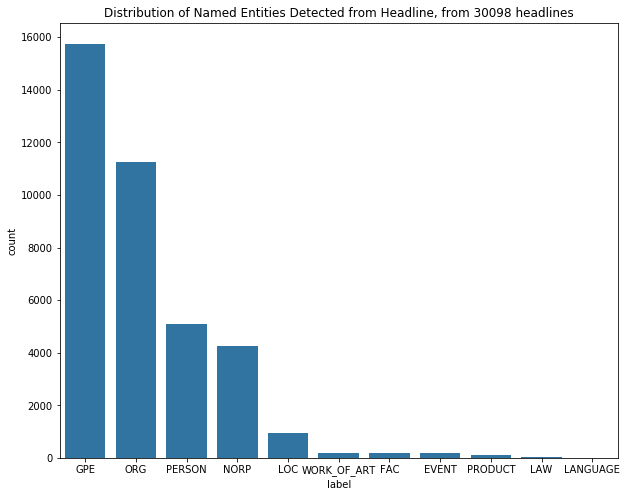 Distribution of Named Entities Detected from Headline, from 30098 headlines
16000
14000
12000
10000
8000
6000
4000
2000
0
count
GPE ORG PERSON NORP LOC WORK_OF_ART FAC EVENT PRODUCT LAW LANGUAGE
label